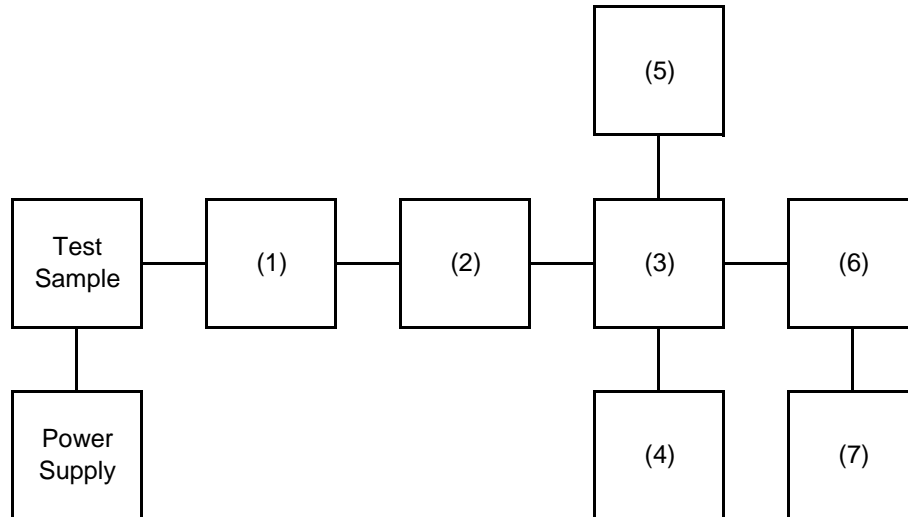 (5)
Test
Sample
(1)
(2)
(3)
(6)
Power
Supply
(4)
(7)